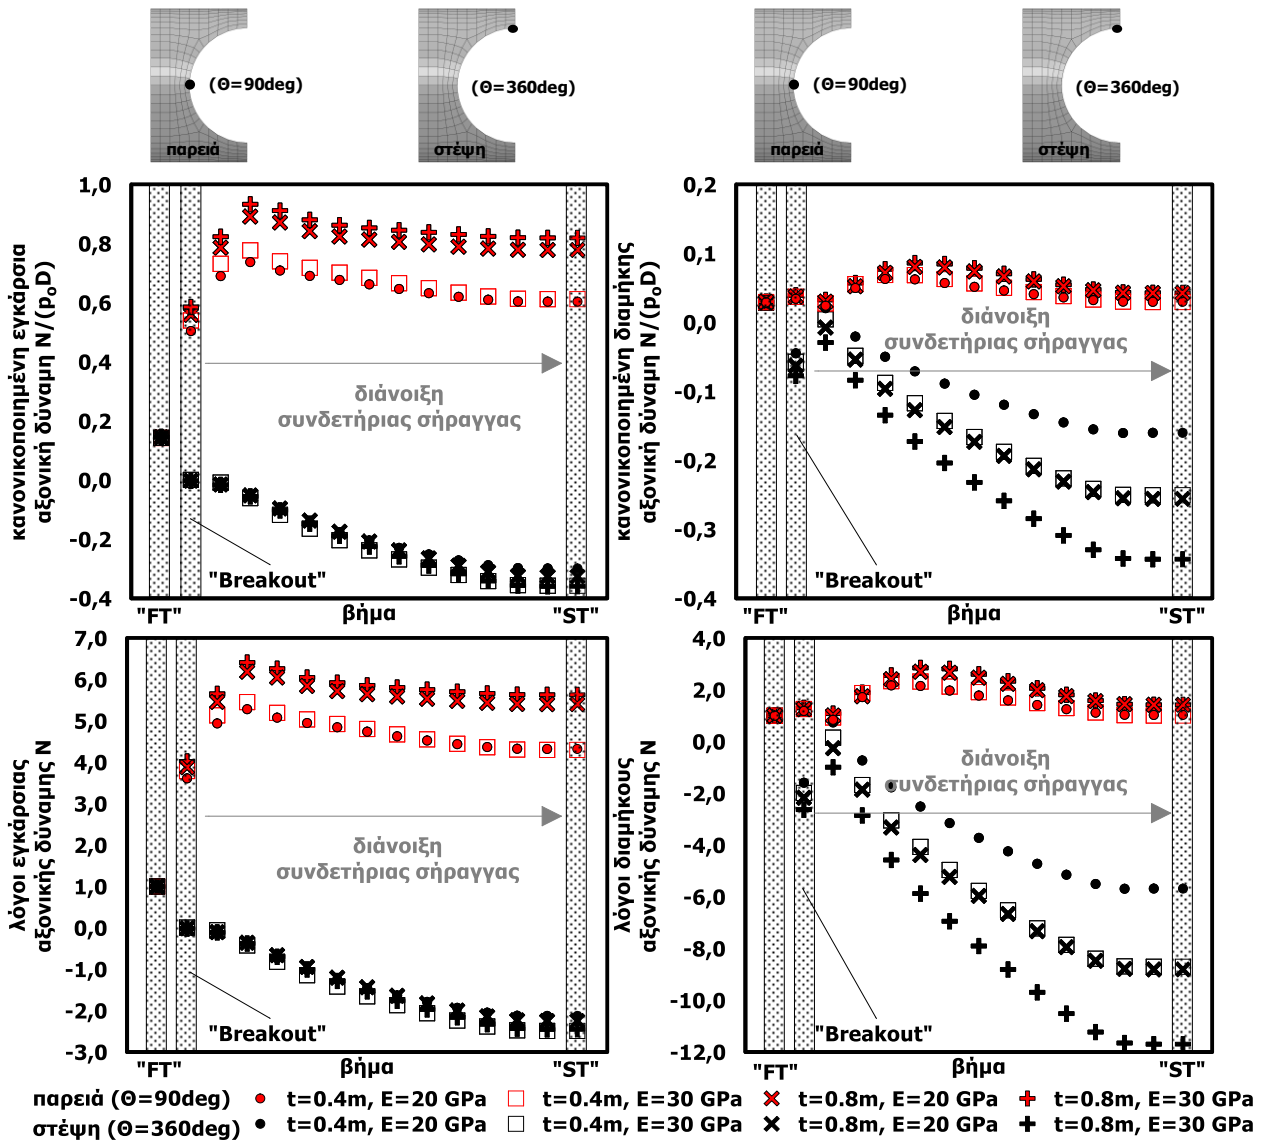 (Θ=90deg)
(Θ=360deg)
(Θ=90deg)
(Θ=360deg)
παρειά
στέψη
παρειά
στέψη
κανονικοποιημένη εγκάρσια
αξονική δύναμη N/(poD)
1,0
0,8
0,6
0,4
0,2
0,0
-0,2
-0,4
διάνοιξη
συνδετήριας σήραγγας
"Breakout"
"FT"
βήμα
"ST"
κανονικοποιημένη διαμήκης
αξονική δύναμη N/(poD)
0,2
0,1
0,0
-0,1
-0,2
-0,3
-0,4
διάνοιξη
συνδετήριας σήραγγας
"Breakout"
"FT"
βήμα
"ST"
λόγοι εγκάρσιας
αξονικής δύναμης N
7,0
6,0
5,0
4,0
3,0
2,0
1,0
0,0
-1,0
-2,0
-3,0
διάνοιξη
συνδετήριας σήραγγας
"Breakout"
"FT"
βήμα
"ST"
λόγοι διαμήκους
αξονικής δύναμης N
4,0
2,0
0,0
-2,0
-4,0
-6,0
-8,0
-10,0
-12,0
διάνοιξη
συνδετήριας σήραγγας
"Breakout"
"FT"
βήμα
"ST"
παρειά (Θ=90deg) t=0.4m, E=20 GPa t=0.4m, E=30 GPa t=0.8m, E=20 GPa t=0.8m, E=30 GPa
στέψη (Θ=360deg) t=0.4m, E=20 GPa t=0.4m, E=30 GPa t=0.8m, E=20 GPa t=0.8m, E=30 GPa